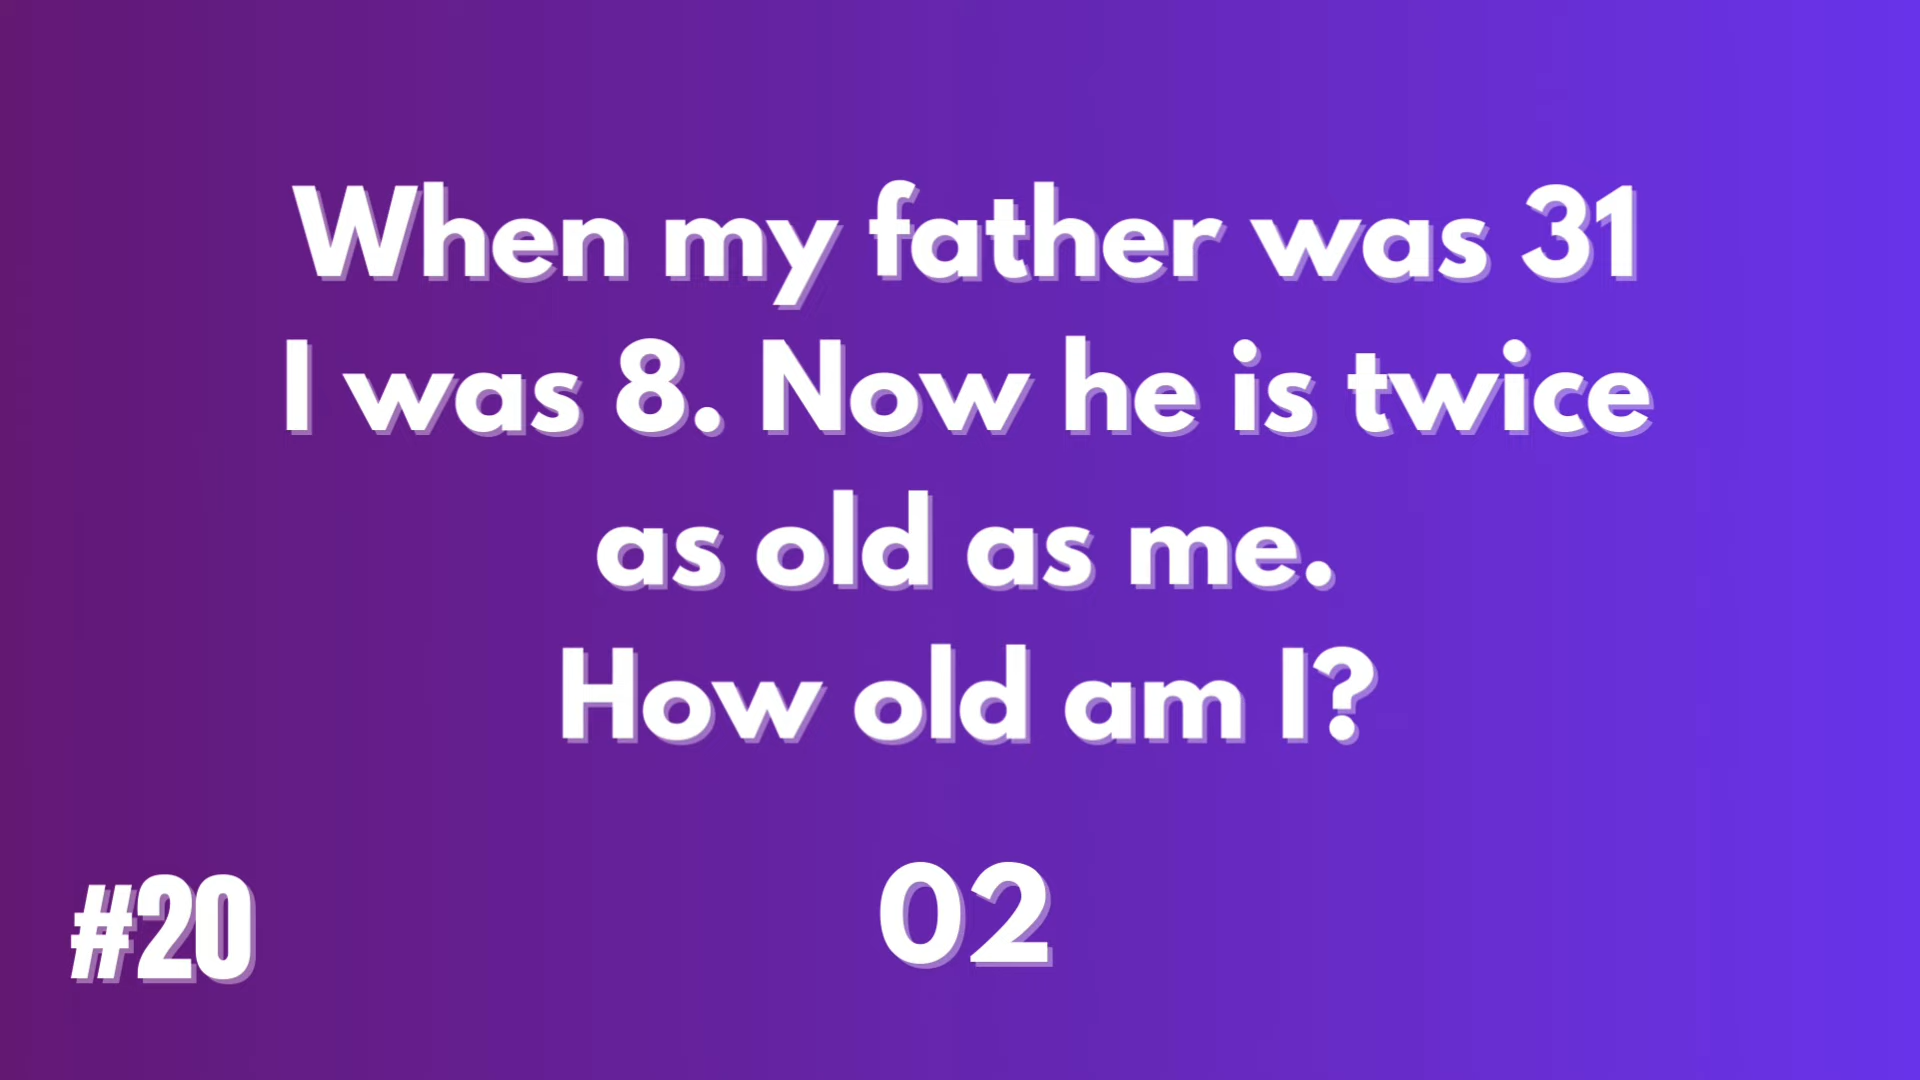 When my father was 31
I was 8. Now he is twice
as old as me.
How old am I?
#20
02